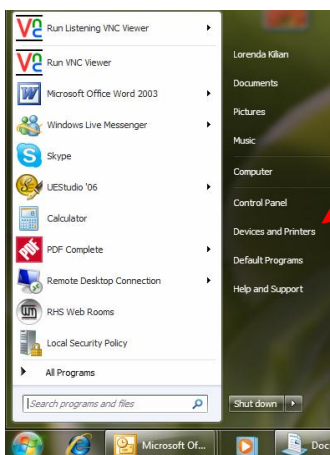 Run Listening VNC Viewer
Run VNC Viewer
Microsoft Office Word 2003
Windows Live Messenger
Skype
UEStudio '06
Calculator
PDF Complete
Remote Desktop Connection
RHS Web Rooms
Local Security Policy
All Programs
Search programs and files
Lorenda Kilian
Documents
Pictures
Music
Computer
Control Panel
Devices and Printers
Default Programs
Help and Support
Shut down
Microsoft Of...
Doc